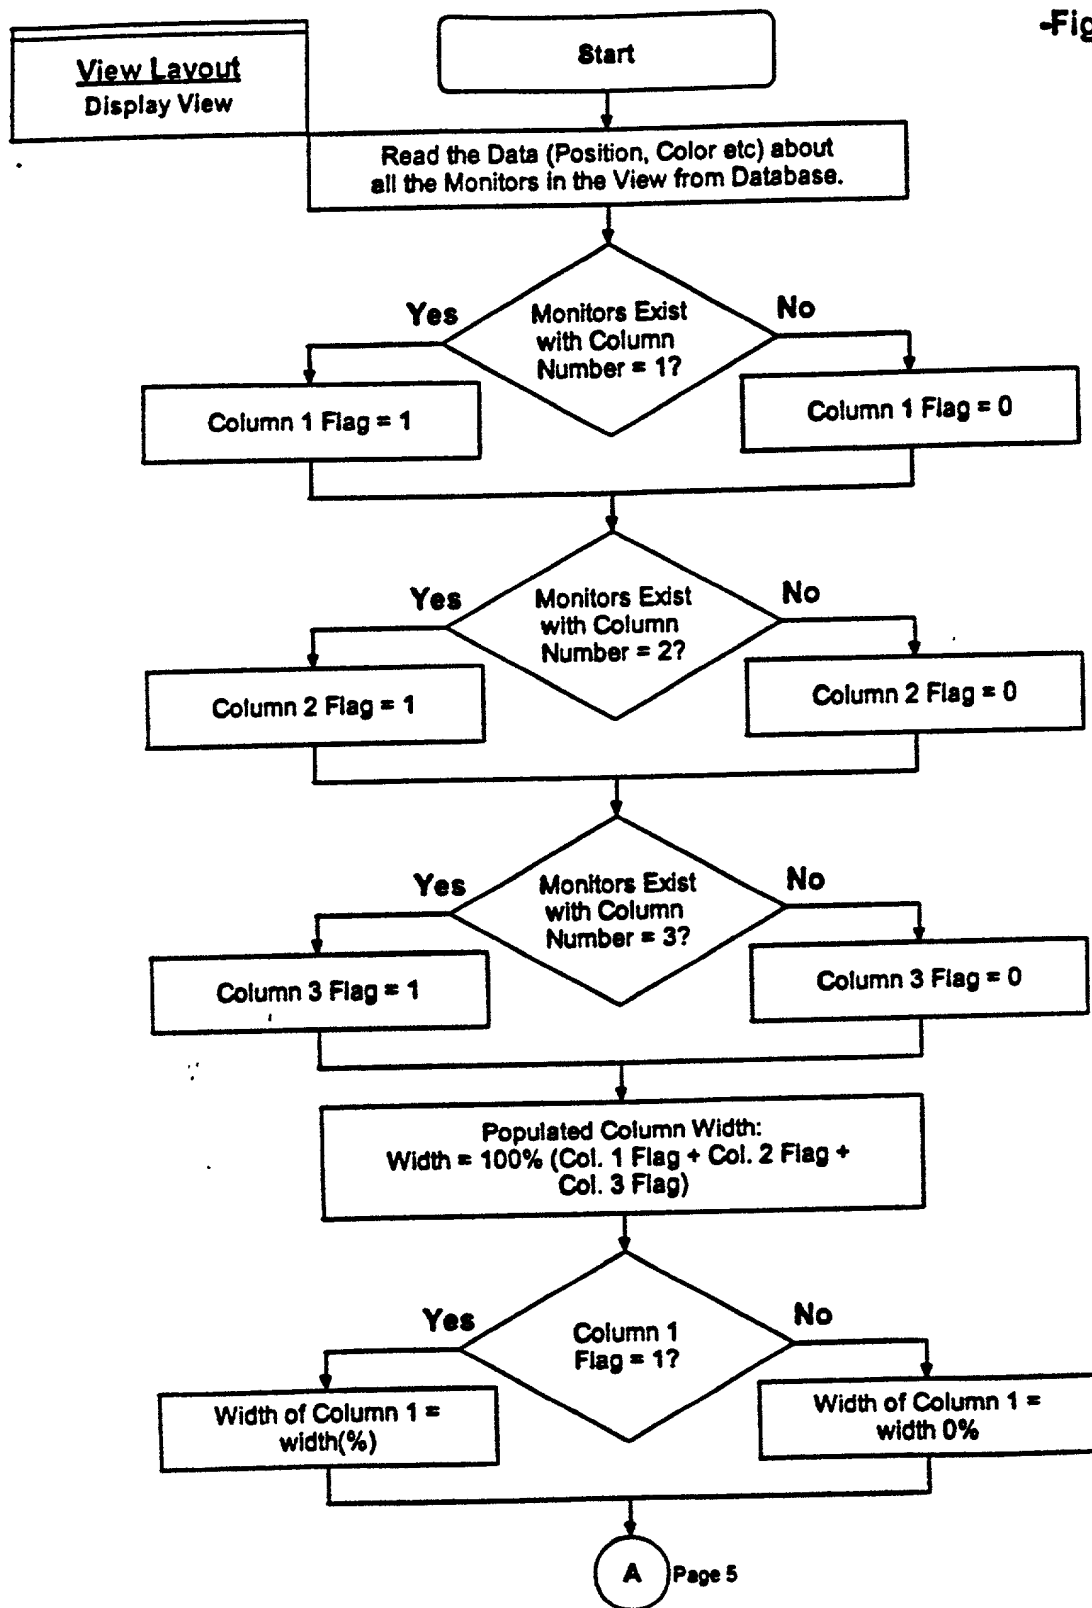 -Fig
View Layout
Display View
Start
Read the Data (Position, Color etc) about
all the Monitors in the View from Database.
Yes
No
Monitors Exist
with Column
Number = 1?
Column 1 Flag = 1
Column 1 Flag = 0
Yes
No
Monitors Exist
with Column
Number = 2?
Column 2 Flag = 1
Column 2 Flag = 0
Yes
No
Monitors Exist
with Column
Number = 3?
Column 3 Flag = 1
Column 3 Flag = 0
Populated Column Width:
Width = 100% (Col. 1 Flag + Col. 2 Flag +
Col. 3 Flag)
Yes
No
Column 1
Flag = 1?
Width of Column 1 =
width(%)
Width of Column 1 =
width 0%
A
Page 5